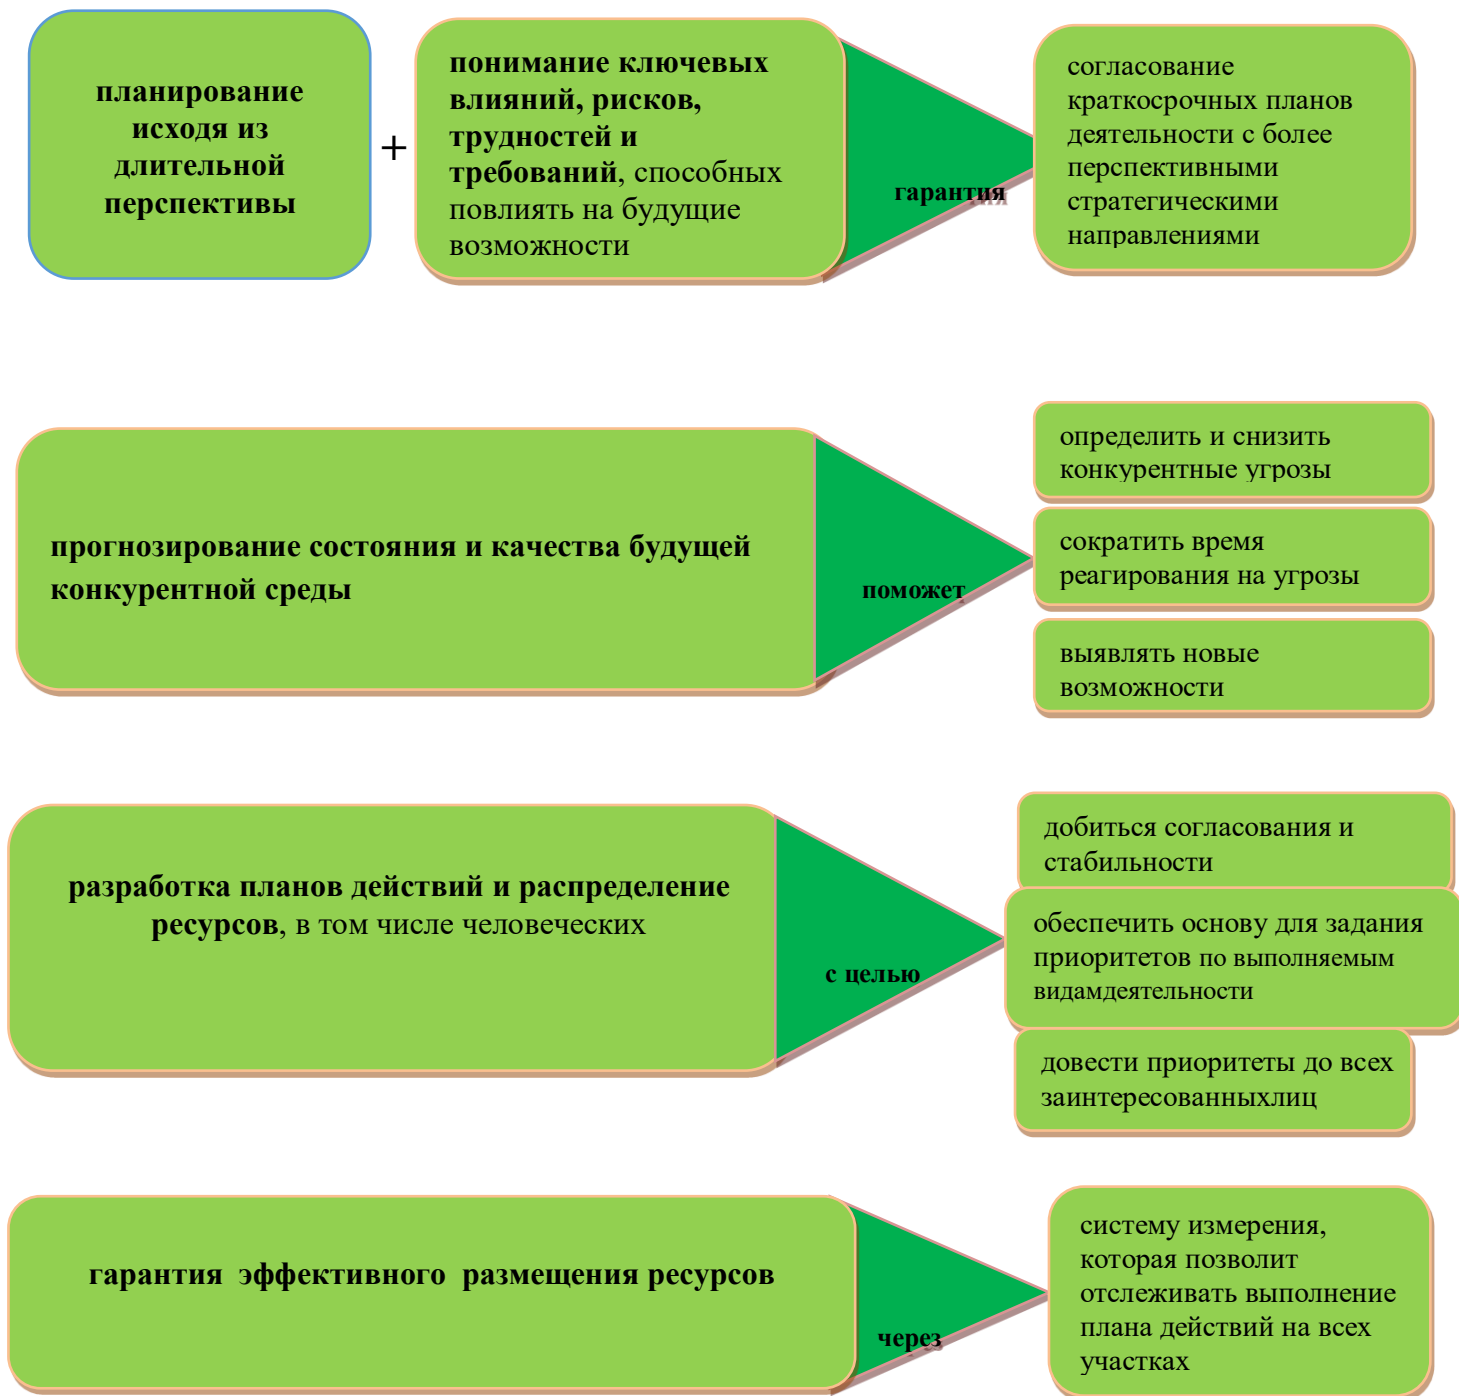 планирование
исходя из
длительной
перспективы
+
понимание ключевых
влияний, рисков,
трудностей и
требований, способных
повлиять на будущие
возможности
гарантия
согласование
краткосрочных планов
деятельности с более
перспективными
стратегическими
направлениями
прогнозирование состояния и качества будущей
конкурентной среды
поможет
определить и снизить
конкурентные угрозы
сократить время
реагирования на угрозы
выявлять новые
возможности
разработка планов действий и распределение
ресурсов, в том числе человеческих
с целью
добиться согласования и
стабильности
обеспечить основу для задания
приоритетов по выполняемым
видамдеятельности
довести приоритеты до всех
заинтересованныхлиц
гарантия эффективного размещения ресурсов
через
систему измерения,
которая позволит
отслеживать выполнение
плана действий на всех
участках